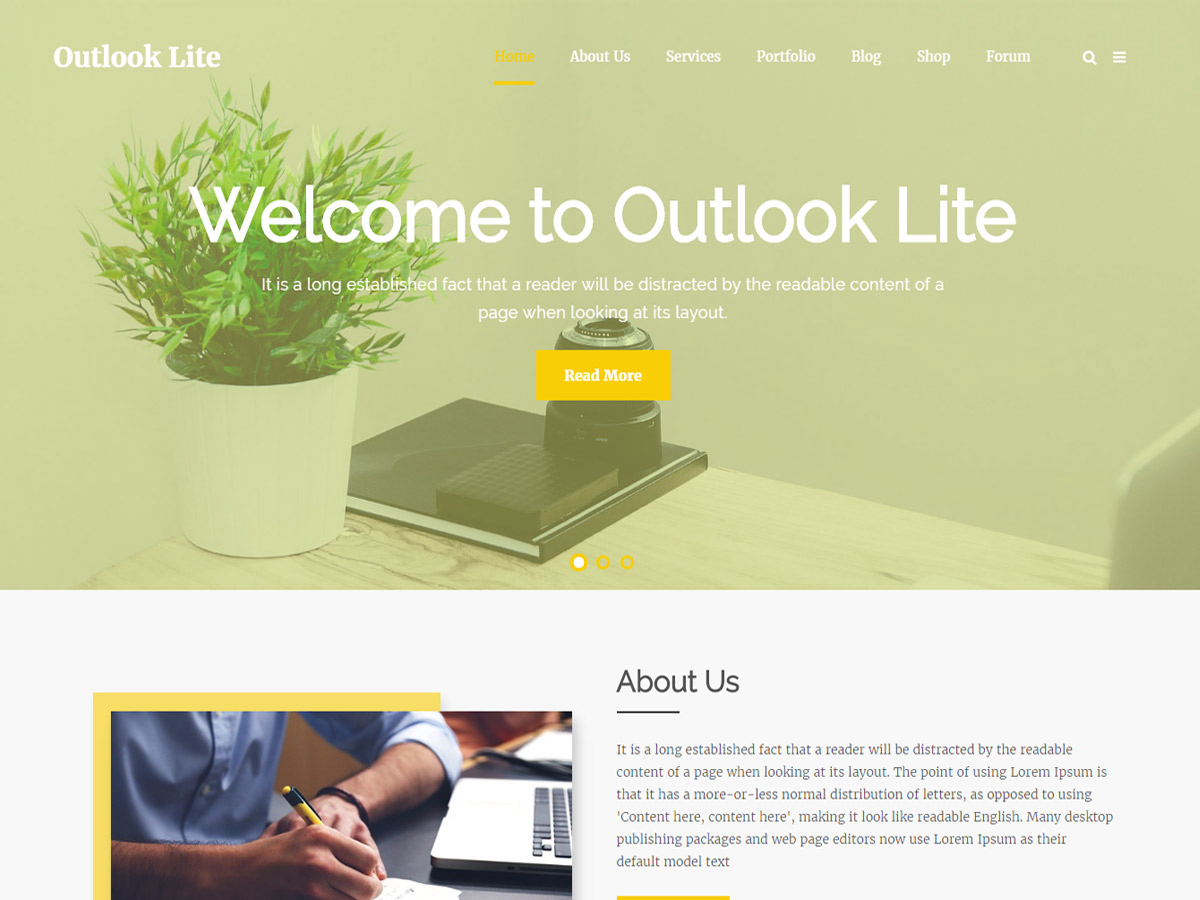 Outlook Lite
Home About Us Services Portfolio Blog Shop Forum
Welcome to Outlook Lite
It is a long established fact that a reader will be distracted by the readable content of a
page when looking at its layout.
Read More
About Us
It is a long established fact that a reader will be distracted by the readable
content of a page when looking at its layout. The point of using Lorem Ipsum is
that it has a more-or-less normal distribution of letters, as opposed to using
'Content here, content here', making it look like readable English. Many desktop
publishing packages and web page editors now use Lorem Ipsum as their
default model text